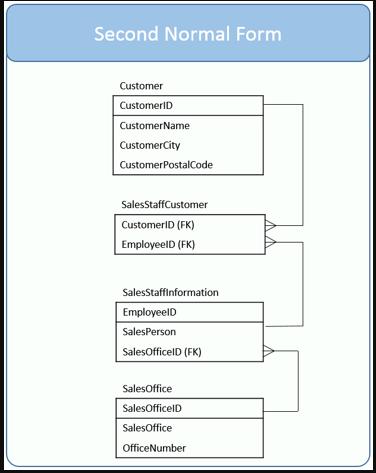 Second Normal Form
Customer
CustomerID
CustomerName
CustomerCity
CustomerPostalCode
SalesStaffCustomer
CustomerID (FK)
EmployeeID (FK)
SalesStaffInformation
EmployeeID
SalesPerson
SalesOfficeID (FK)
SalesOffice
SalesOfficeID
SalesOffice
OfficeNumber